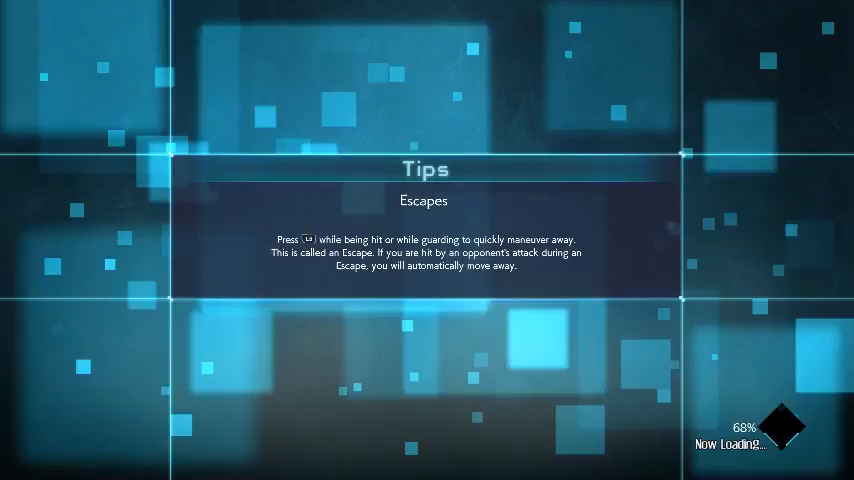 Tips
Escapes
Press L3 while being hit or while guarding to quickly maneuver away.
This is called an Escape. If you are hit by an opponent's attack during an
Escape, you will automatically move away.
68%
Now Loading...